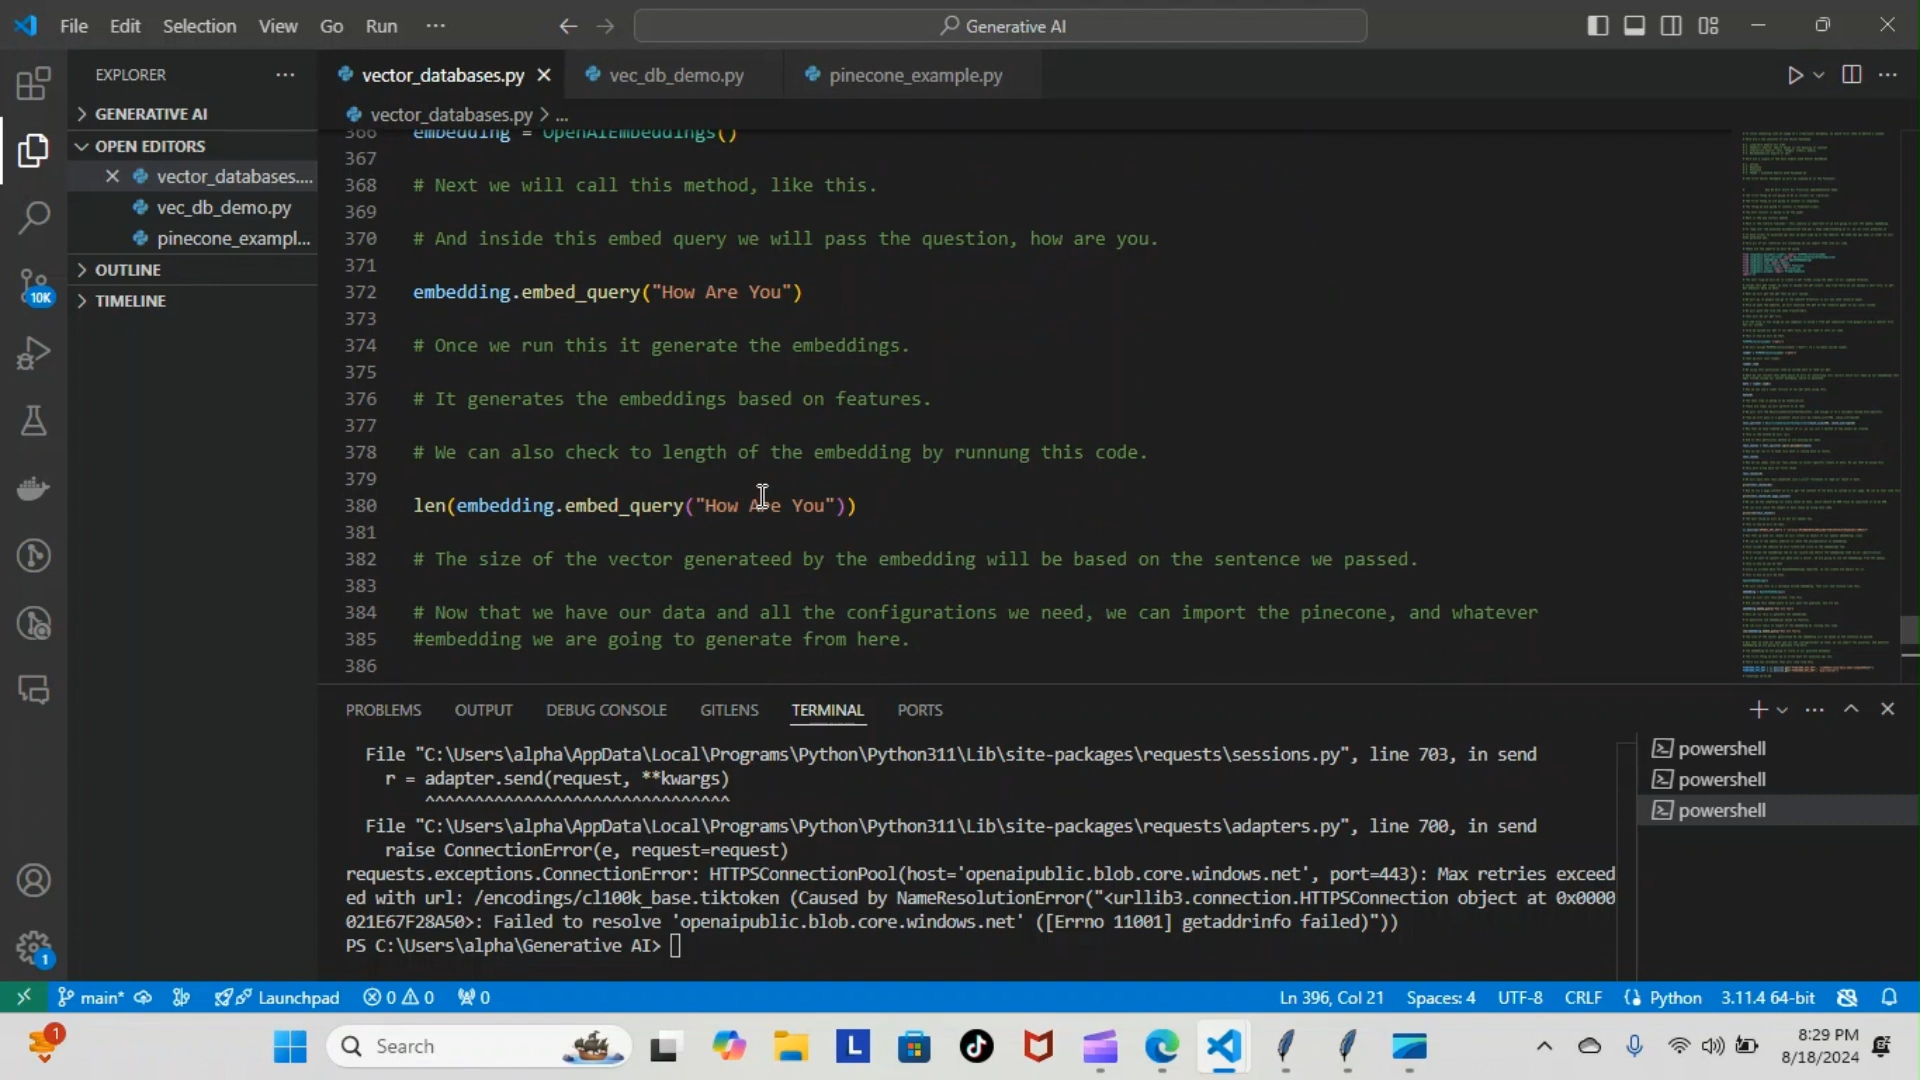 File Edit Selection View Go Run ··· Generative AI
EXPLORER ···
GENERATIVE AI
OPEN EDITORS
vector_databases....
vec_db_demo.py
pinecone_exampl...
OUTLINE
TIMELINE
10K
1
vector_databases.py vec_db_demo.py pinecone_example.py
vector_databases.py > ...
366 embedding = OpenAIEmbeddings()
367
368 # Next we will call this method, like this.
369
370 # And inside this embed query we will pass the question, how are you.
371
372 embedding.embed_query("How Are You")
373
374 # Once we run this it generate the embeddings.
375
376 # It generates the embeddings based on features.
377
378 # We can also check to length of the embedding by runnung this code.
379
380 len(embedding.embed_query("How Are You"))
381
382 # The size of the vector generateed by the embedding will be based on the sentence we passed.
383
384 # Now that we have our data and all the configurations we need, we can import the pinecone, and whatever
385 #embedding we are going to generate from here.
386
PROBLEMS OUTPUT DEBUG CONSOLE GITLENS TERMINAL PORTS
File "C:\Users\alpha\AppData\Local\Programs\Python\Python311\Lib\site-packages\requests\sessions.py", line 703, in send
r = adapter.send(request, **kwargs)
^^^^^^^^^^^^^^^^^^^^^^^^^^^^^^^
File "C:\Users\alpha\AppData\Local\Programs\Python\Python311\Lib\site-packages\requests\adapters.py", line 700, in send
raise ConnectionError(e, request=request)
requests.exceptions.ConnectionError: HTTPSConnectionPool(host='openaipublic.blob.core.windows.net', port=443): Max retries exceed
ed with url: /encodings/cl100k_base.tiktoken (Caused by NameResolutionError("<urllib3.connection.HTTPSConnection object at 0x0000
021E67F28A50>: Failed to resolve 'openaipublic.blob.core.windows.net' ([Errno 11001] getaddrinfo failed)"))
PS C:\Users\alpha\Generative AI>
powershell
powershell
powershell
main* Launchpad 0 0 0 Ln 396, Col 21 Spaces: 4 UTF-8 CRLF Python 3.11.4 64-bit
1 Search L 8:29 PM
8/18/2024